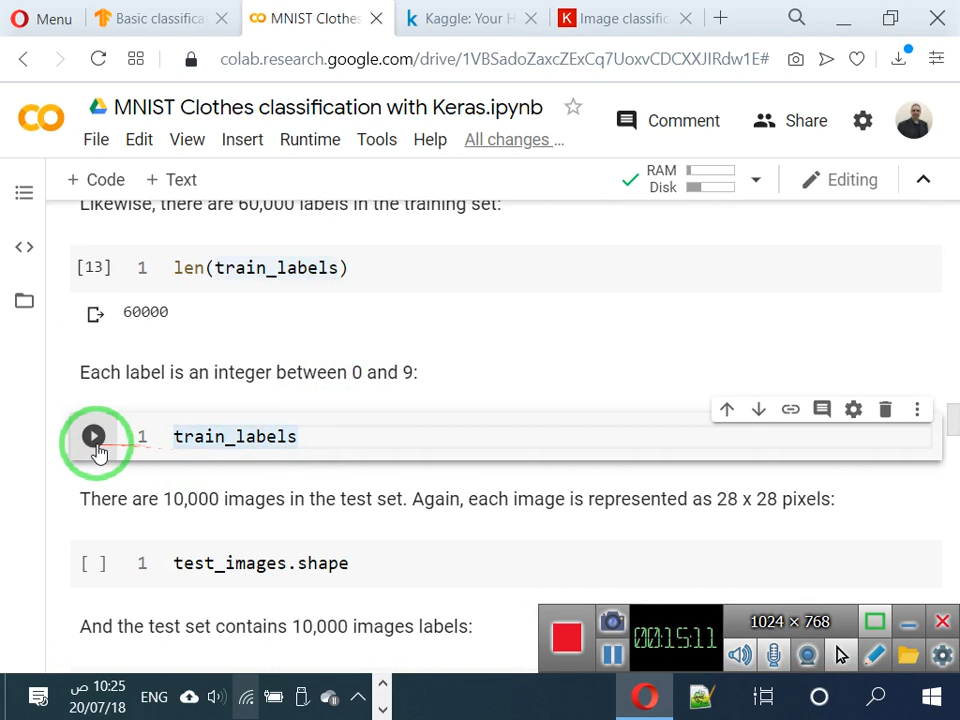 Menu
Basic classifica
MNIST Clothes
Kaggle: Your H
Image classific
colab.research.google.com/drive/1VBSadoZaxcZExCq7UoxvCDCXXJIRdw1E#
MNIST Clothes classification with Keras.ipynb
Comment
Share
File Edit View Insert Runtime Tools Help All changes …
+ Code + Text
RAM
Disk
Editing
Likewise, there are 60,000 labels in the training set:
[13] 1 len(train_labels)
60000
Each label is an integer between 0 and 9:
1 train_labels
There are 10,000 images in the test set. Again, each image is represented as 28 x 28 pixels:
[ ] 1 test_images.shape
And the test set contains 10,000 images labels:
00:15:11
1024 × 768
10:25 ص
20/07/18
ENG